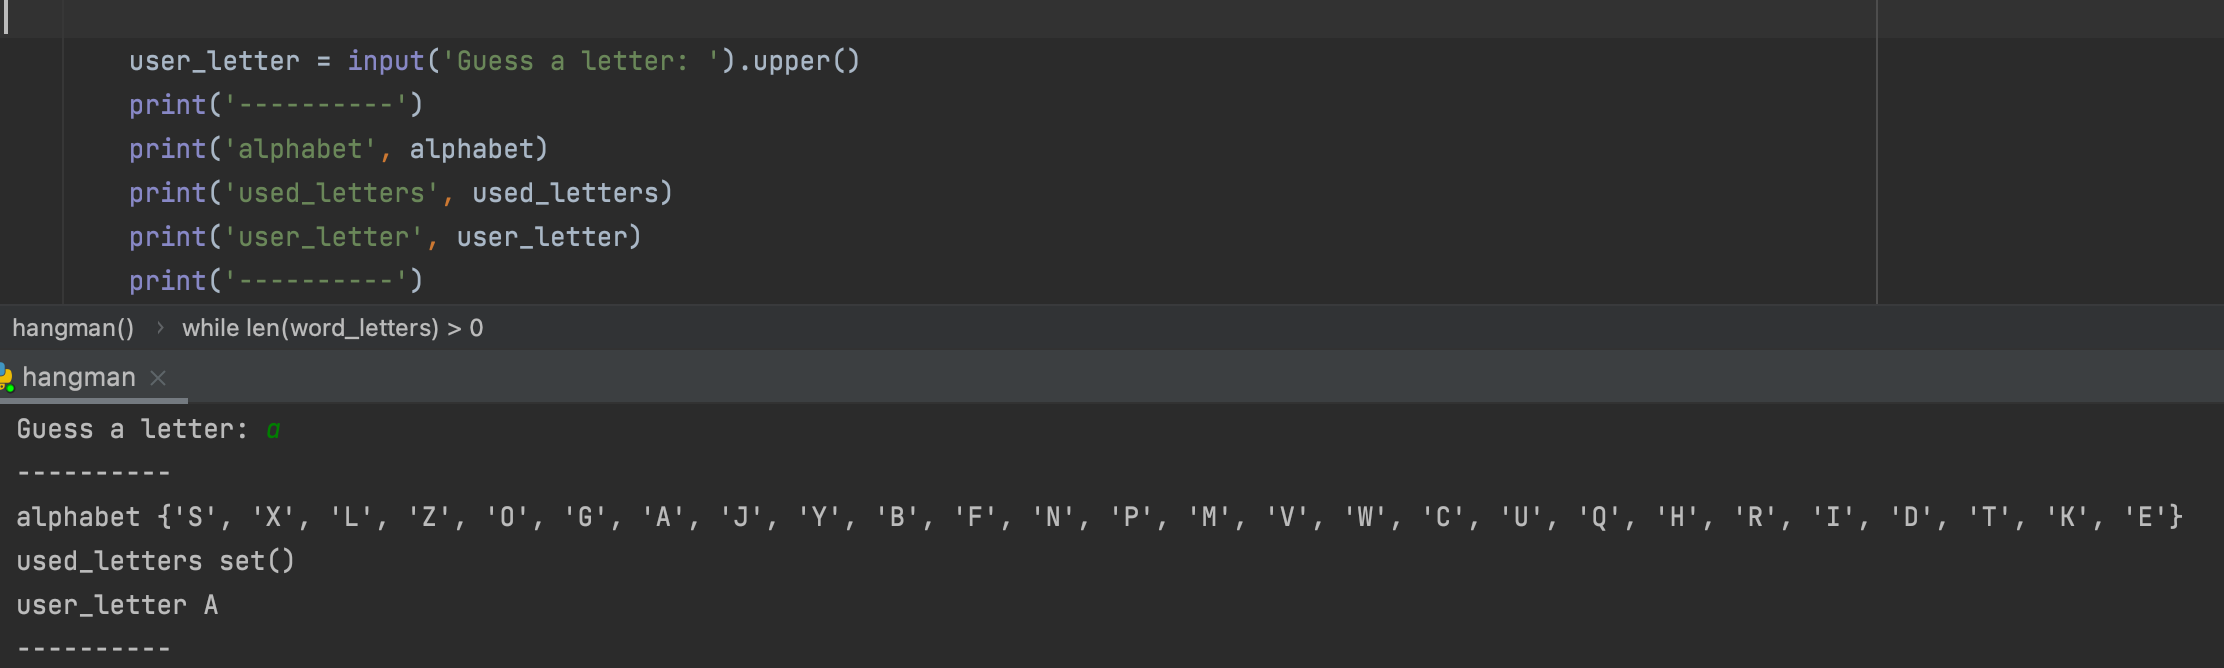 user_letter = input('Guess a letter: ').upper()
print('----------')
print('alphabet', alphabet)
print('used_letters', used_letters)
print('user_letter', user_letter)
print('----------')
hangman() › while len(word_letters) > 0
hangman ×
Guess a letter: a
----------
alphabet {'S', 'X', 'L', 'Z', 'O', 'G', 'A', 'J', 'Y', 'B', 'F', 'N', 'P', 'M', 'V', 'W', 'C', 'U', 'Q', 'H', 'R', 'I', 'D', 'T', 'K', 'E'}
used_letters set()
user_letter A
----------